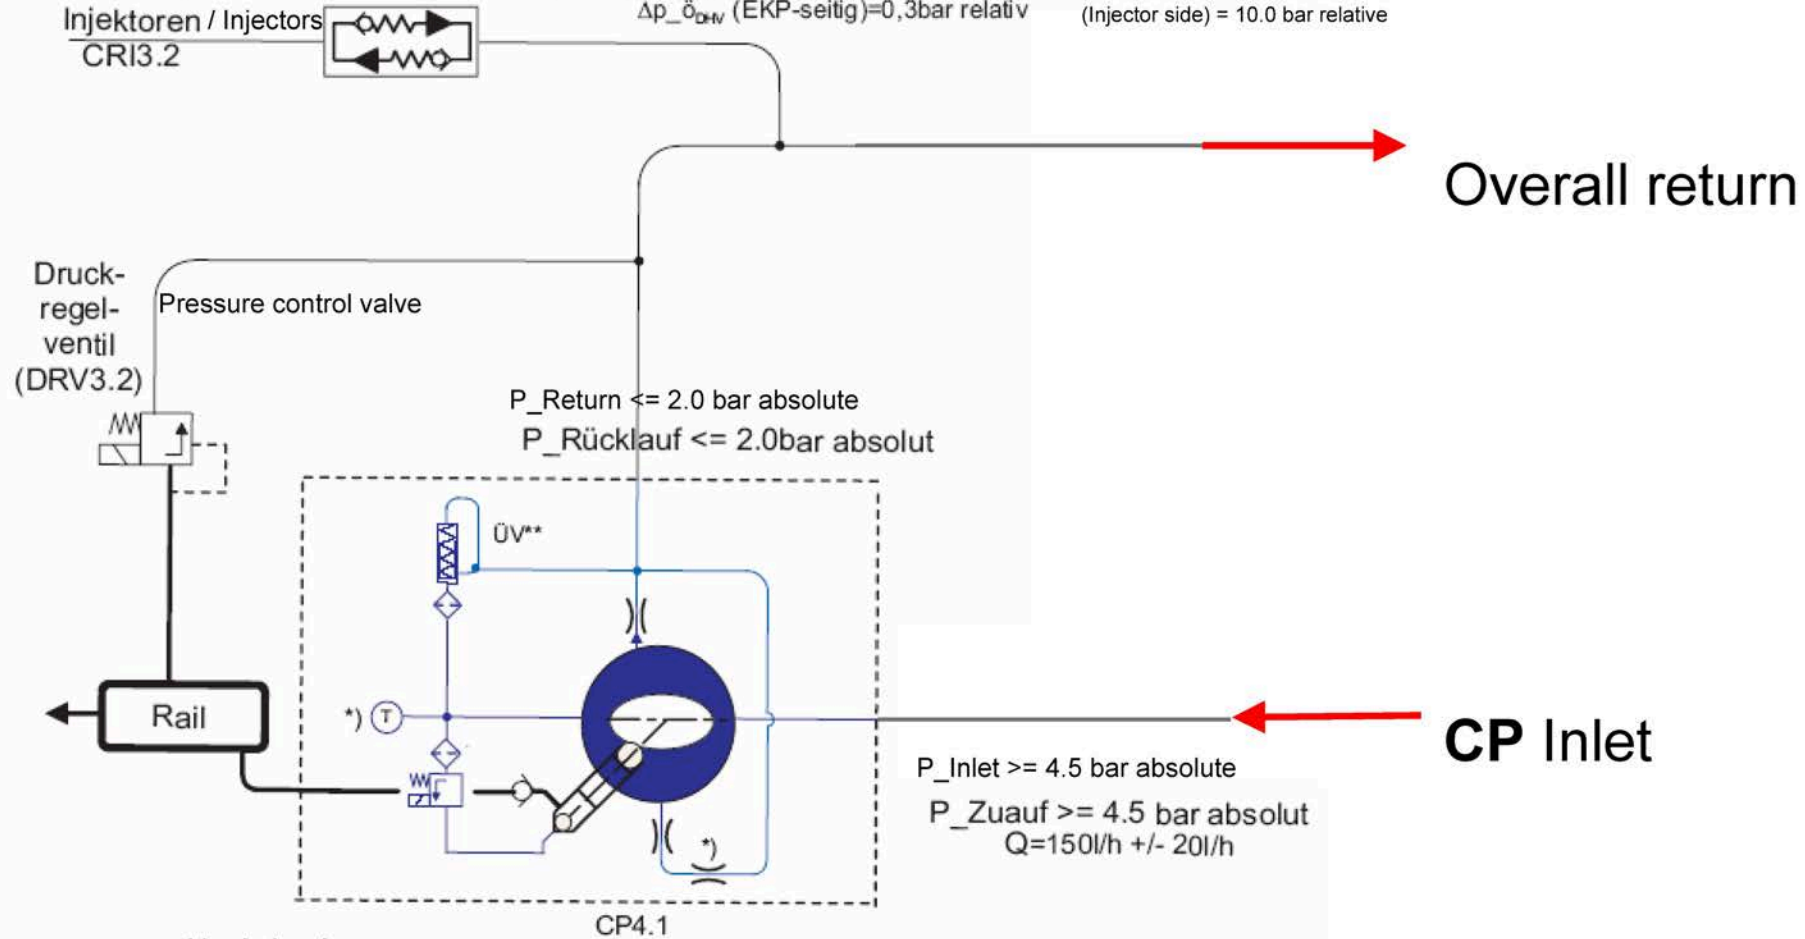 Injektoren / Injectors
CRI3.2
Δp_ö_DHV (EKP-seitig)=0,3bar relativ
(Injector side) = 10.0 bar relative
Overall return
Druck-
regel-
ventil
(DRV3.2)
Pressure control valve
P_Return <= 2.0 bar absolute
P_Rücklauf <= 2.0bar absolut
ÜV**
*) T
Rail
CP Inlet
P_Inlet >= 4.5 bar absolute
P_Zuauf >= 4.5 bar absolut
Q=150l/h +/- 20l/h
*)
CP4.1